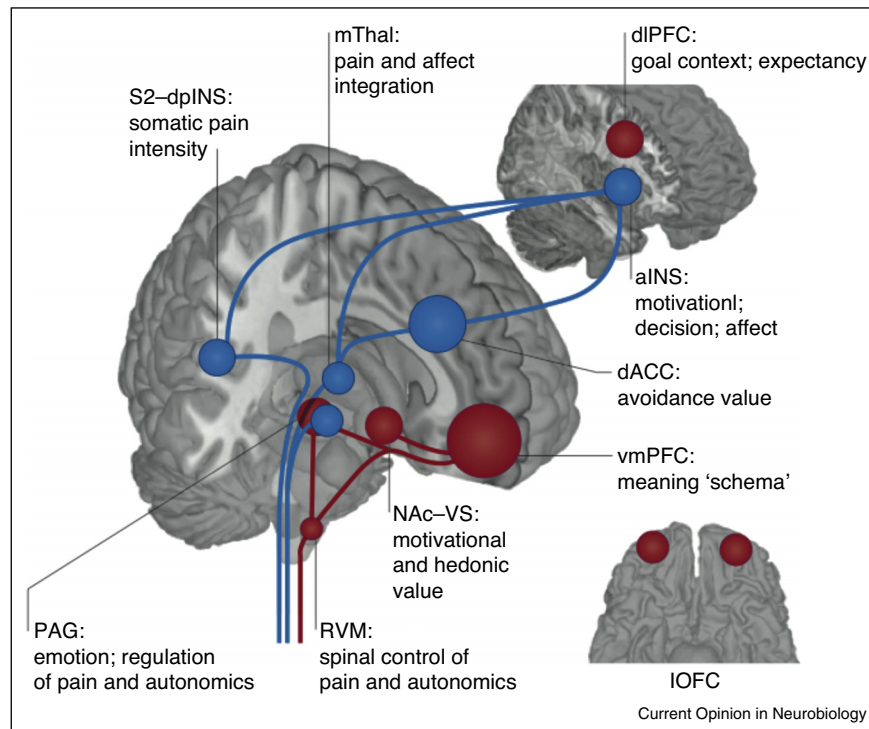 mThal:
pain and affect
integration
dlPFC:
goal context; expectancy
S2–dpINS:
somatic pain
intensity
aINS:
motivationl;
decision; affect
dACC:
avoidance value
vmPFC:
meaning ‘schema’
NAc–VS:
motivational
and hedonic
value
PAG:
emotion; regulation
of pain and autonomics
RVM:
spinal control of
pain and autonomics
lOFC
Current Opinion in Neurobiology